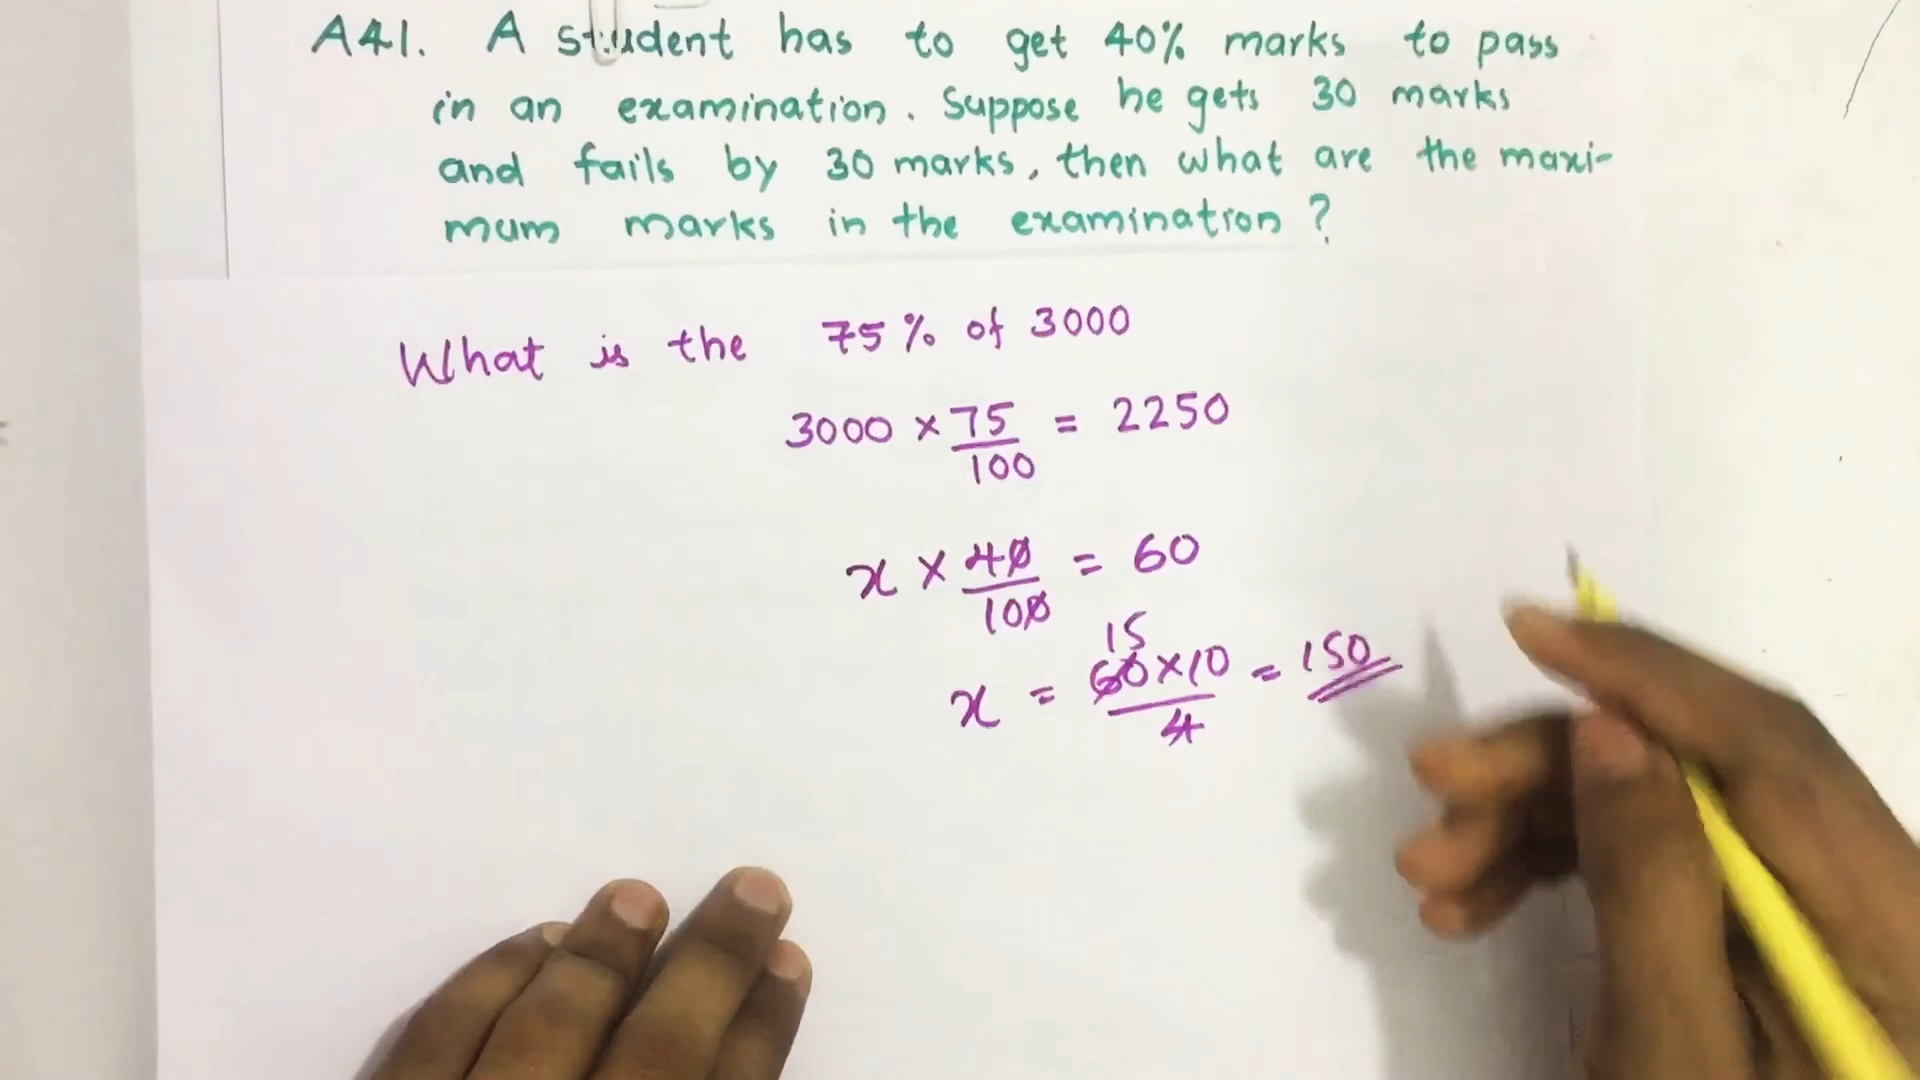 A41. A student has to get 40% marks to pass
in an examination. Suppose he gets 30 marks
and fails by 30 marks, then what are the maxi-
mum marks in the examination?
What is the 75% of 3000
3000 × 75/100 = 2250
x × 40/100 = 60
15
x = 60×10/4 = 150